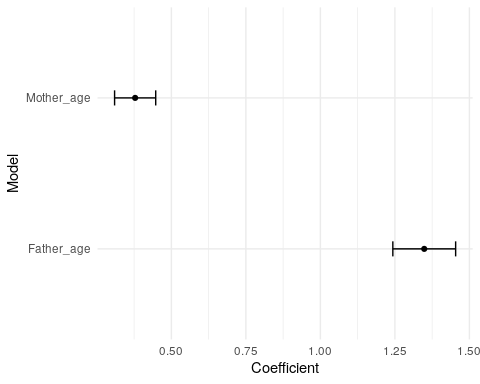 Mother_age
Model
Father_age
0.50 0.75 1.00 1.25 1.50
Coefficient